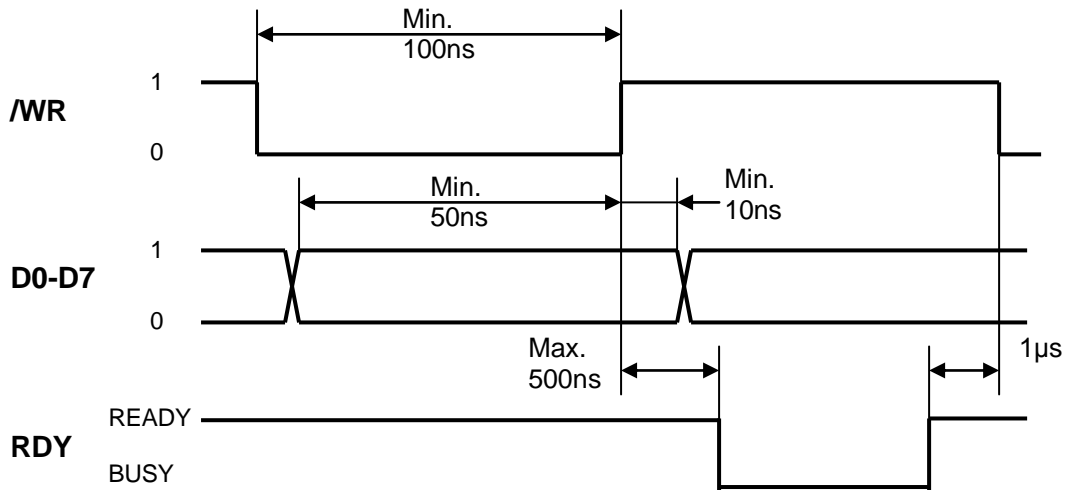 Min.
100ns
1
/WR
0
Min.
50ns
Min.
10ns
1
D0-D7
0
Max.
500ns
1µs
READY
RDY
BUSY